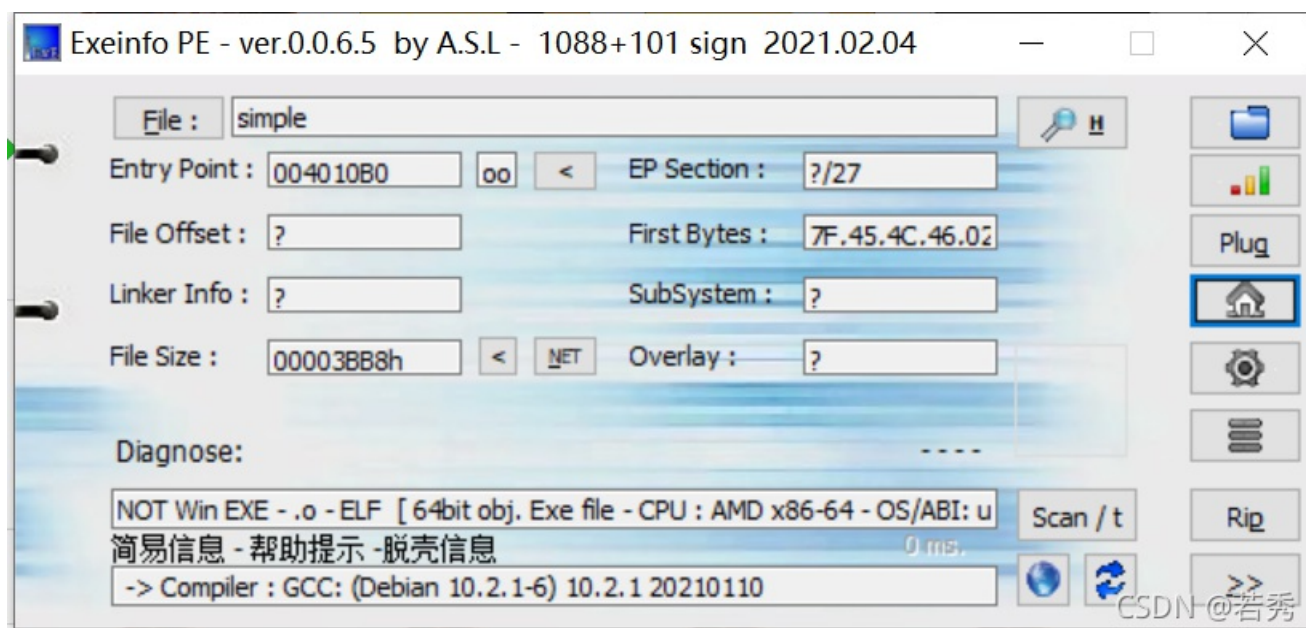 Exeinfo PE - ver.0.0.6.5 by A.S.L - 1088+101 sign 2021.02.04
File : simple H
Entry Point : 004010B0 oo < EP Section : ?/27
File Offset : ? First Bytes : 7F.45.4C.46.02 Plug
Linker Info : ? SubSystem : ?
File Size : 00003BB8h < NET Overlay : ?
Diagnose: ----
NOT Win EXE - .o - ELF [ 64bit obj. Exe file - CPU : AMD x86-64 - OS/ABI: u Scan / t Rip
简易信息 - 帮助提示 -脱壳信息 0 ms.
-> Compiler : GCC: (Debian 10.2.1-6) 10.2.1 20210110 >>
CSDN @若秀